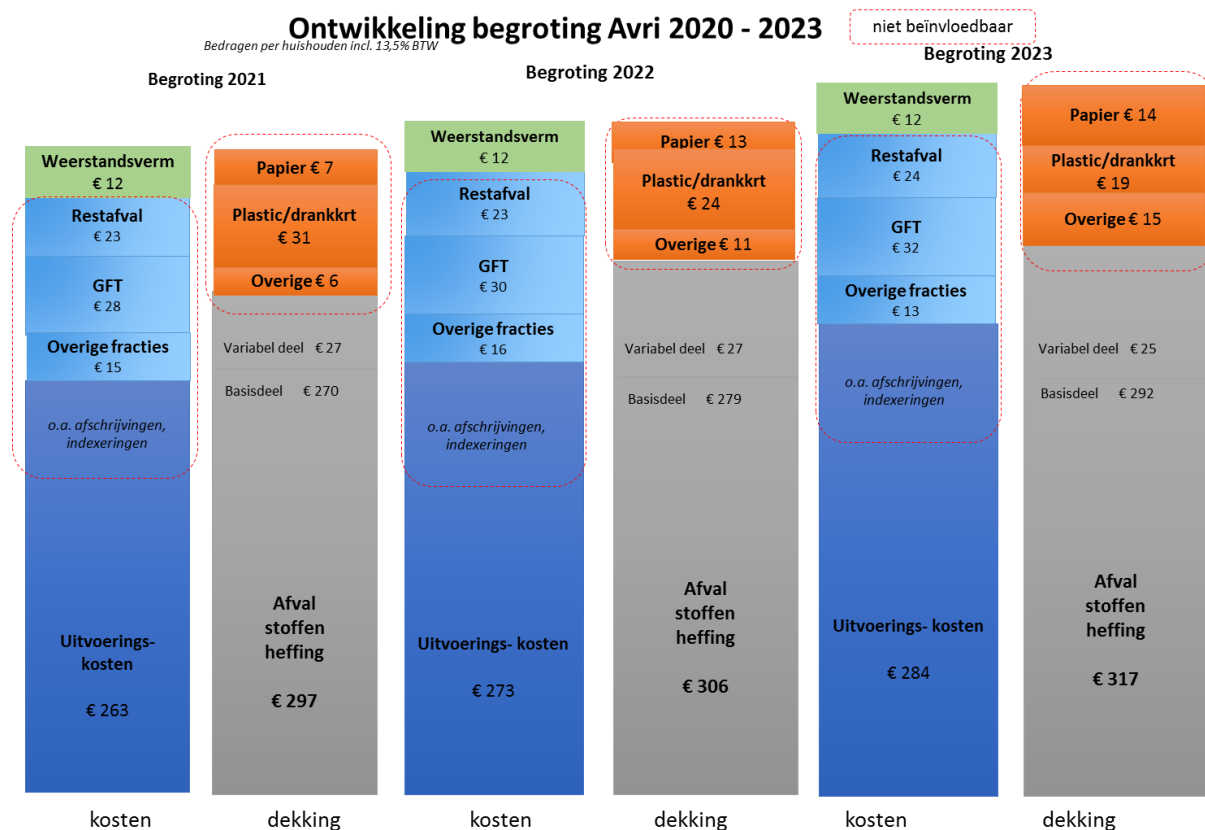 Ontwikkeling begroting Avri 2020 - 2023
niet beïnvloedbaar
Bedragen per huishouden incl. 13,5% BTW
Begroting 2021
Begroting 2022
Begroting 2023
Weerstandsverm
€ 12
Restafval
€ 23
GFT
€ 28
Overige fracties
€ 15
o.a. afschrijvingen,
indexeringen
Uitvoerings-
kosten
€ 263
kosten
Papier € 7
Plastic/drankkrt
€ 31
Overige € 6
Variabel deel € 27
Basisdeel € 270
Afval
stoffen
heffing
€ 297
dekking
Weerstandsverm
€ 12
Restafval
€ 23
GFT
€ 30
Overige fracties
€ 16
o.a. afschrijvingen,
indexeringen
Uitvoerings- kosten
€ 273
kosten
Papier € 13
Plastic/drankkrt
€ 24
Overige € 11
Variabel deel € 27
Basisdeel € 279
Afval
stoffen
heffing
€ 306
dekking
Weerstandsverm
€ 12
Restafval
€ 24
GFT
€ 32
Overige fracties
€ 13
o.a. afschrijvingen,
indexeringen
Uitvoerings- kosten
€ 284
kosten
Papier € 14
Plastic/drankkrt
€ 19
Overige € 15
Variabel deel € 25
Basisdeel € 292
Afval
stoffen
heffing
€ 317
dekking